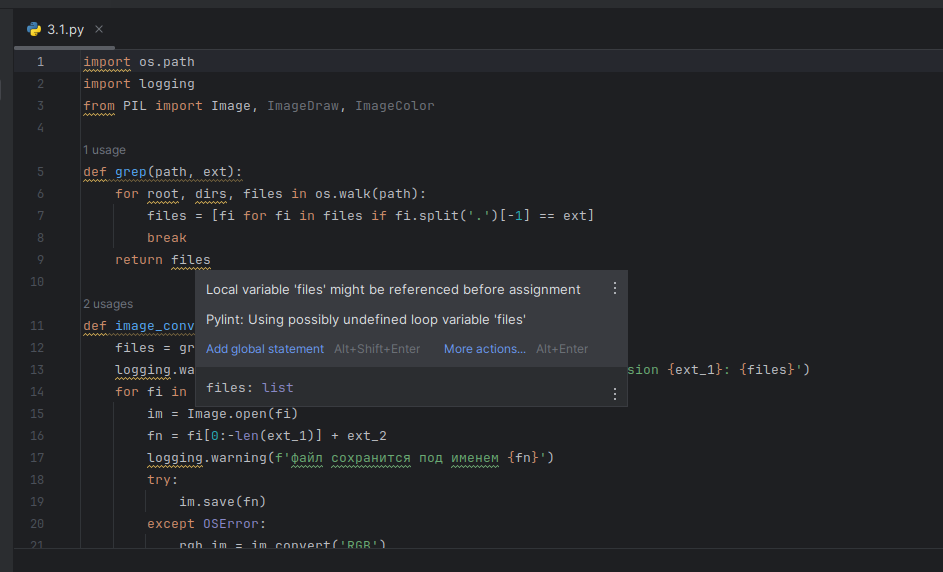 3.1.py
1 import os.path
2 import logging
3 from PIL import Image, ImageDraw, ImageColor
4
1 usage
5 def grep(path, ext):
6 for root, dirs, files in os.walk(path):
7 files = [fi for fi in files if fi.split('.')[-1] == ext]
8 break
9 return files
10
Local variable 'files' might be referenced before assignment
Pylint: Using possibly undefined loop variable 'files'
Add global statement Alt+Shift+Enter More actions... Alt+Enter
files: list
2 usages
11 def image_conv
12 files = gr
13 logging.wa sion {ext_1}: {files}')
14 for fi in
15 im = Image.open(fi)
16 fn = fi[0:-len(ext_1)] + ext_2
17 logging.warning(f'файл сохранится под именем {fn}')
18 try:
19 im.save(fn)
20 except OSError:
21 rgb_im = im.convert('RGB')